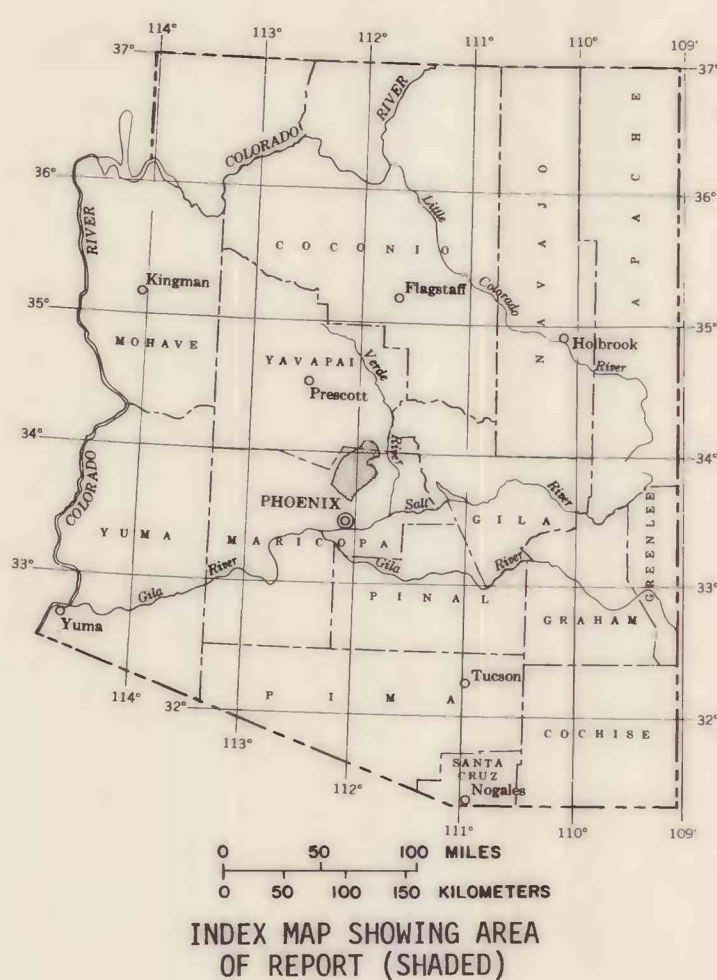 114° 113° 112° 111° 110° 109°
37° 37°
RIVER
COLORADO
36° 36°
RIVER
Little
COCONIO
NAVAJO
APACHE
Kingman
Flagstaff
Colorado
35° 35°
MOHAVE
YAVAPAI
Verde
Holbrook
River
Prescott
34° 34°
COLORADO
River
PHOENIX
Salt
River
YUMA
MARICOPA
GILA
GREENLEE
33° 33°
River
Gila
Gila
River
PINAL
GRAHAM
Yuma
Tucson
PIMA
32° 32°
COCHISE
SANTA
CRUZ
Nogales
114° 113° 112° 111° 110° 109°
0 50 100 MILES
0 50 100 150 KILOMETERS
INDEX MAP SHOWING AREA
OF REPORT (SHADED)